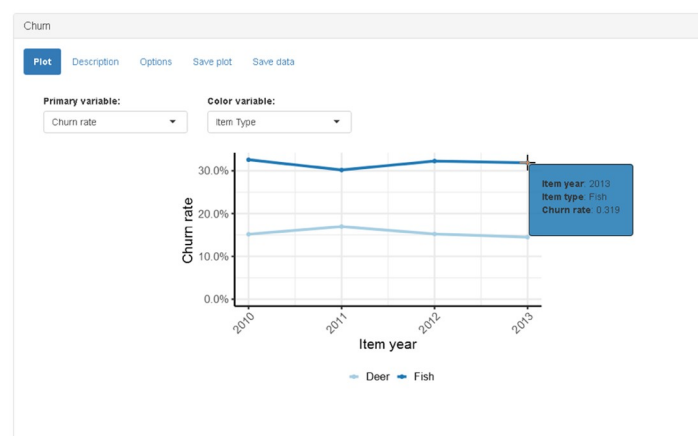 Churn
Plot Description Options Save plot Save data
Primary variable: Color variable:
Churn rate Item Type
30.0%
20.0%
10.0%
0.0%
Churn rate
2010 2011 2012 2013
Item year
Deer Fish
Item year: 2013
Item type: Fish
Churn rate: 0.319